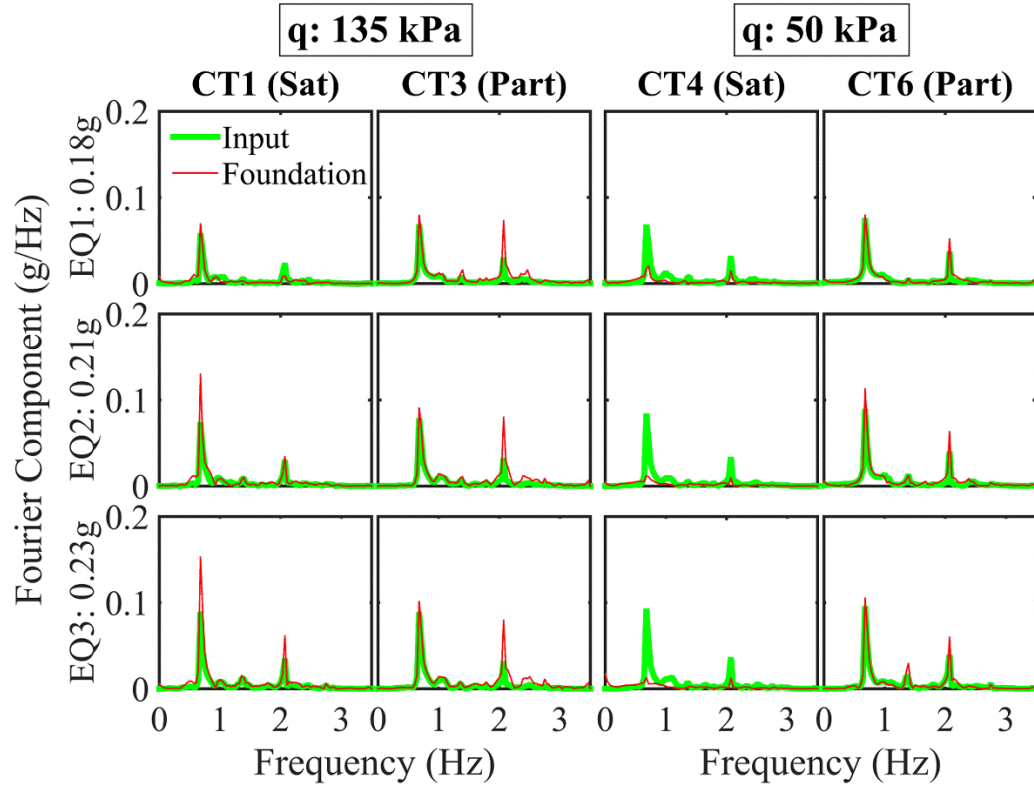 q: 135 kPa
q: 50 kPa
CT1 (Sat)
CT3 (Part)
CT4 (Sat)
CT6 (Part)
Fourier Component (g/Hz)
EQ1: 0.18g
0.2
0.1
0
Input
Foundation
EQ2: 0.21g
0.2
0.1
0
EQ3: 0.23g
0.2
0.1
0
0 1 2 3
0 1 2 3
0 1 2 3
0 1 2 3
Frequency (Hz)
Frequency (Hz)